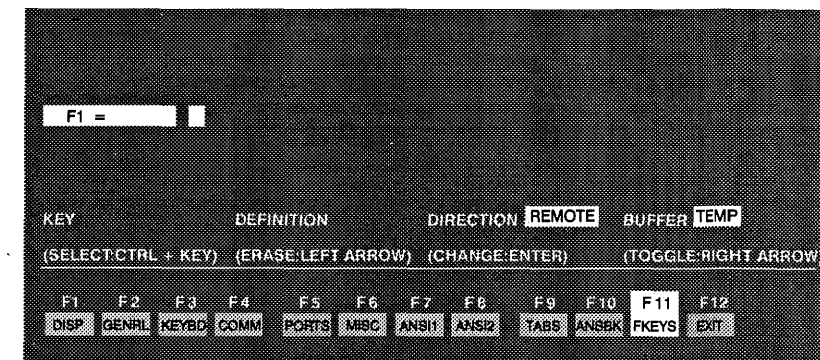 F1 =
KEY DEFINITION DIRECTION REMOTE BUFFER TEMP
(SELECT:CTRL + KEY) (ERASE:LEFT ARROW) (CHANGE:ENTER) (TOGGLE:RIGHT ARROW
F1 F2 F3 F4 F5 F6 F7 F8 F9 F10 F11 F12
DISP GENRL KEYBD COMM PORTS MISC ANSI1 ANSI2 TABS ANSBK FKEYS EXIT